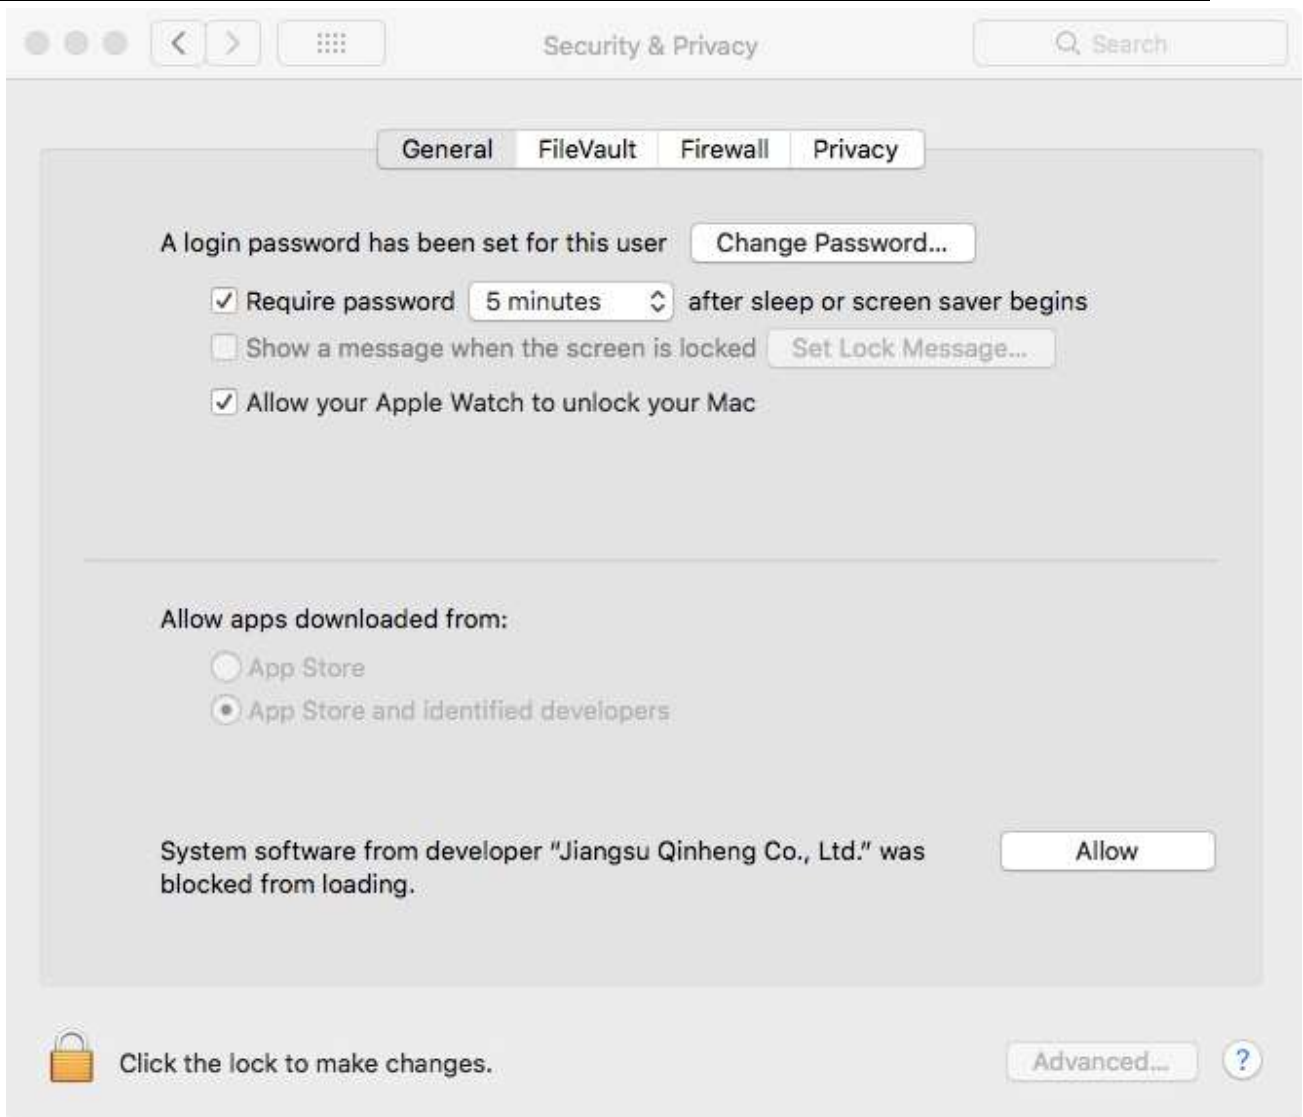 Security & Privacy
Search
General FileVault Firewall Privacy
A login password has been set for this user Change Password...
Require password 5 minutes after sleep or screen saver begins
Show a message when the screen is locked Set Lock Message...
Allow your Apple Watch to unlock your Mac
Allow apps downloaded from:
App Store
App Store and identified developers
System software from developer “Jiangsu Qinheng Co., Ltd.” was Allow
blocked from loading.
Click the lock to make changes. Advanced... ?